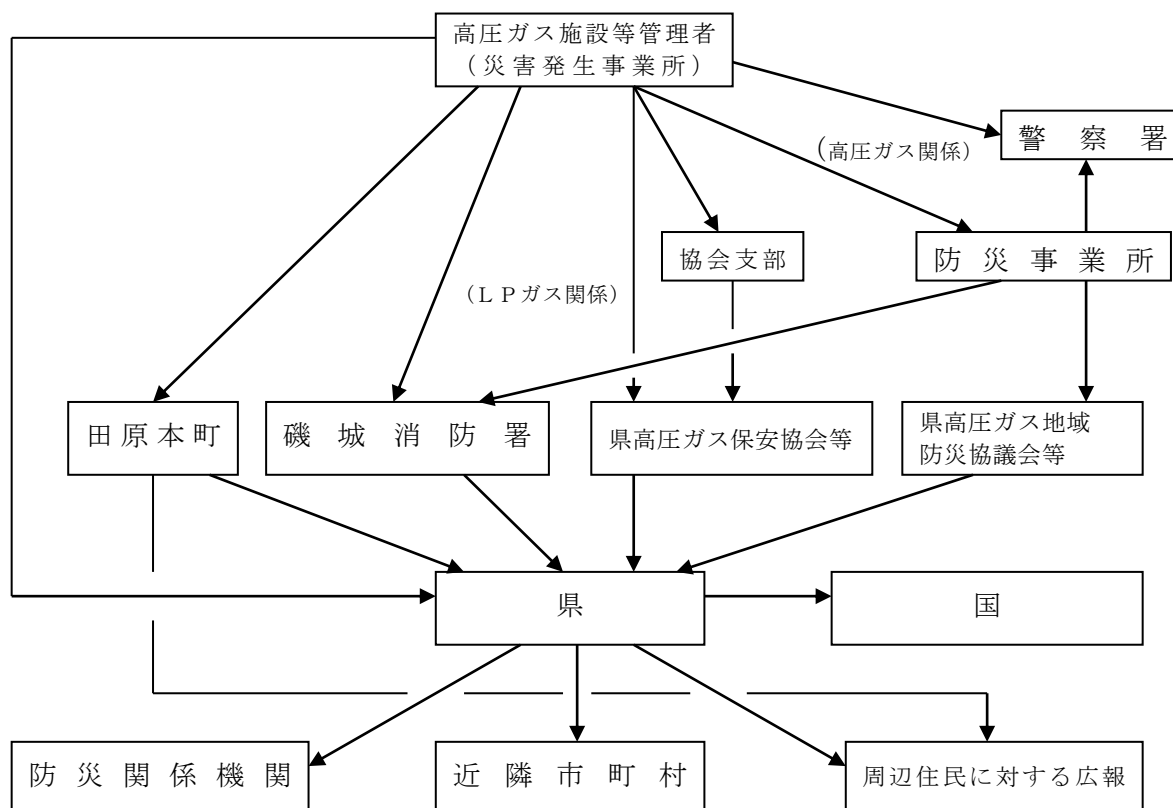 高圧ガス施設等管理者
（災害発生事業所）
警察署
（高圧ガス関係）
協会支部
防災事業所
（ＬＰガス関係）
田原本町
磯城消防署
県高圧ガス保安協会等
県高圧ガス地域
防災協議会等
県
国
防災関係機関
近隣市町村
周辺住民に対する広報